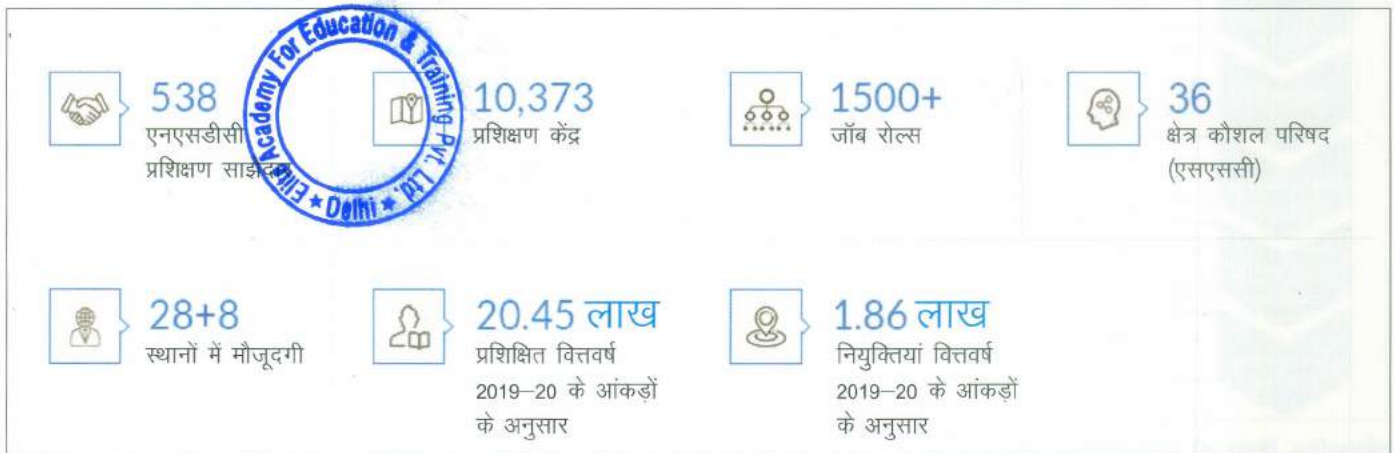 538
एनएसडीसी
प्रशिक्षण साझेदार
10,373
प्रशिक्षण केंद्र
1500+
जॉब रोल्स
36
क्षेत्र कौशल परिषद
(एसएससी)
Elite Academy For Education & Training Pvt. Ltd.
★ Delhi ★
28+8
स्थानों में मौजूदगी
20.45 लाख
प्रशिक्षित वित्तवर्ष
2019–20 के आंकड़ों
के अनुसार
1.86 लाख
नियुक्तियां वित्तवर्ष
2019–20 के आंकड़ों
के अनुसार